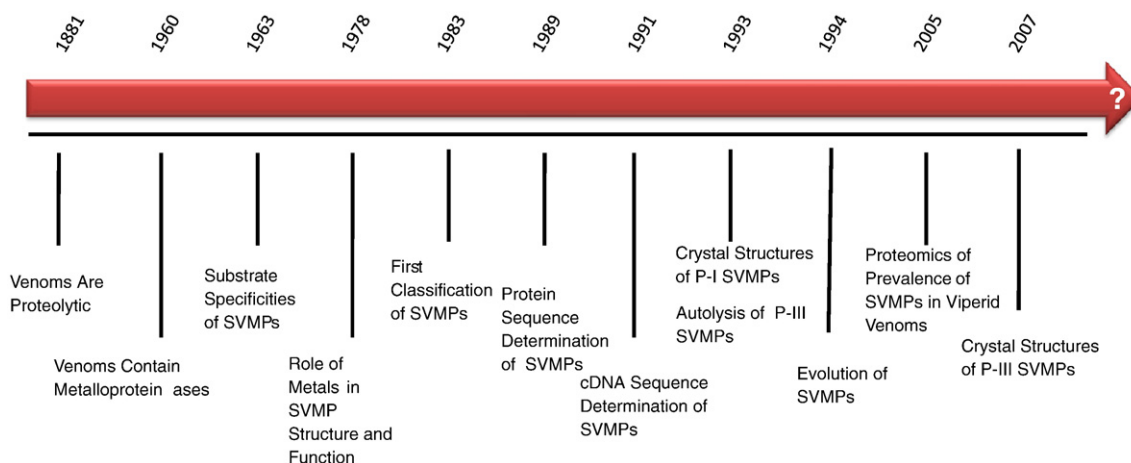 1881
1960
1963
1978
1983
1989
1991
1993
1994
2005
2007
?
Venoms Are
Proteolytic
Venoms Contain
Metalloprotein ases
Substrate
Specificities
of SVMPs
Role of
Metals in
SVMP
Structure and
Function
First
Classification
of SVMPs
Protein
Sequence
Determination
of SVMPs
cDNA Sequence
Determination of
SVMPs
Crystal Structures
of P-I SVMPs
Autolysis of P-III
SVMPs
Evolution of
SVMPs
Proteomics of
Prevalence of
SVMPs in Viperid
Venoms
Crystal Structures
of P-III SVMPs